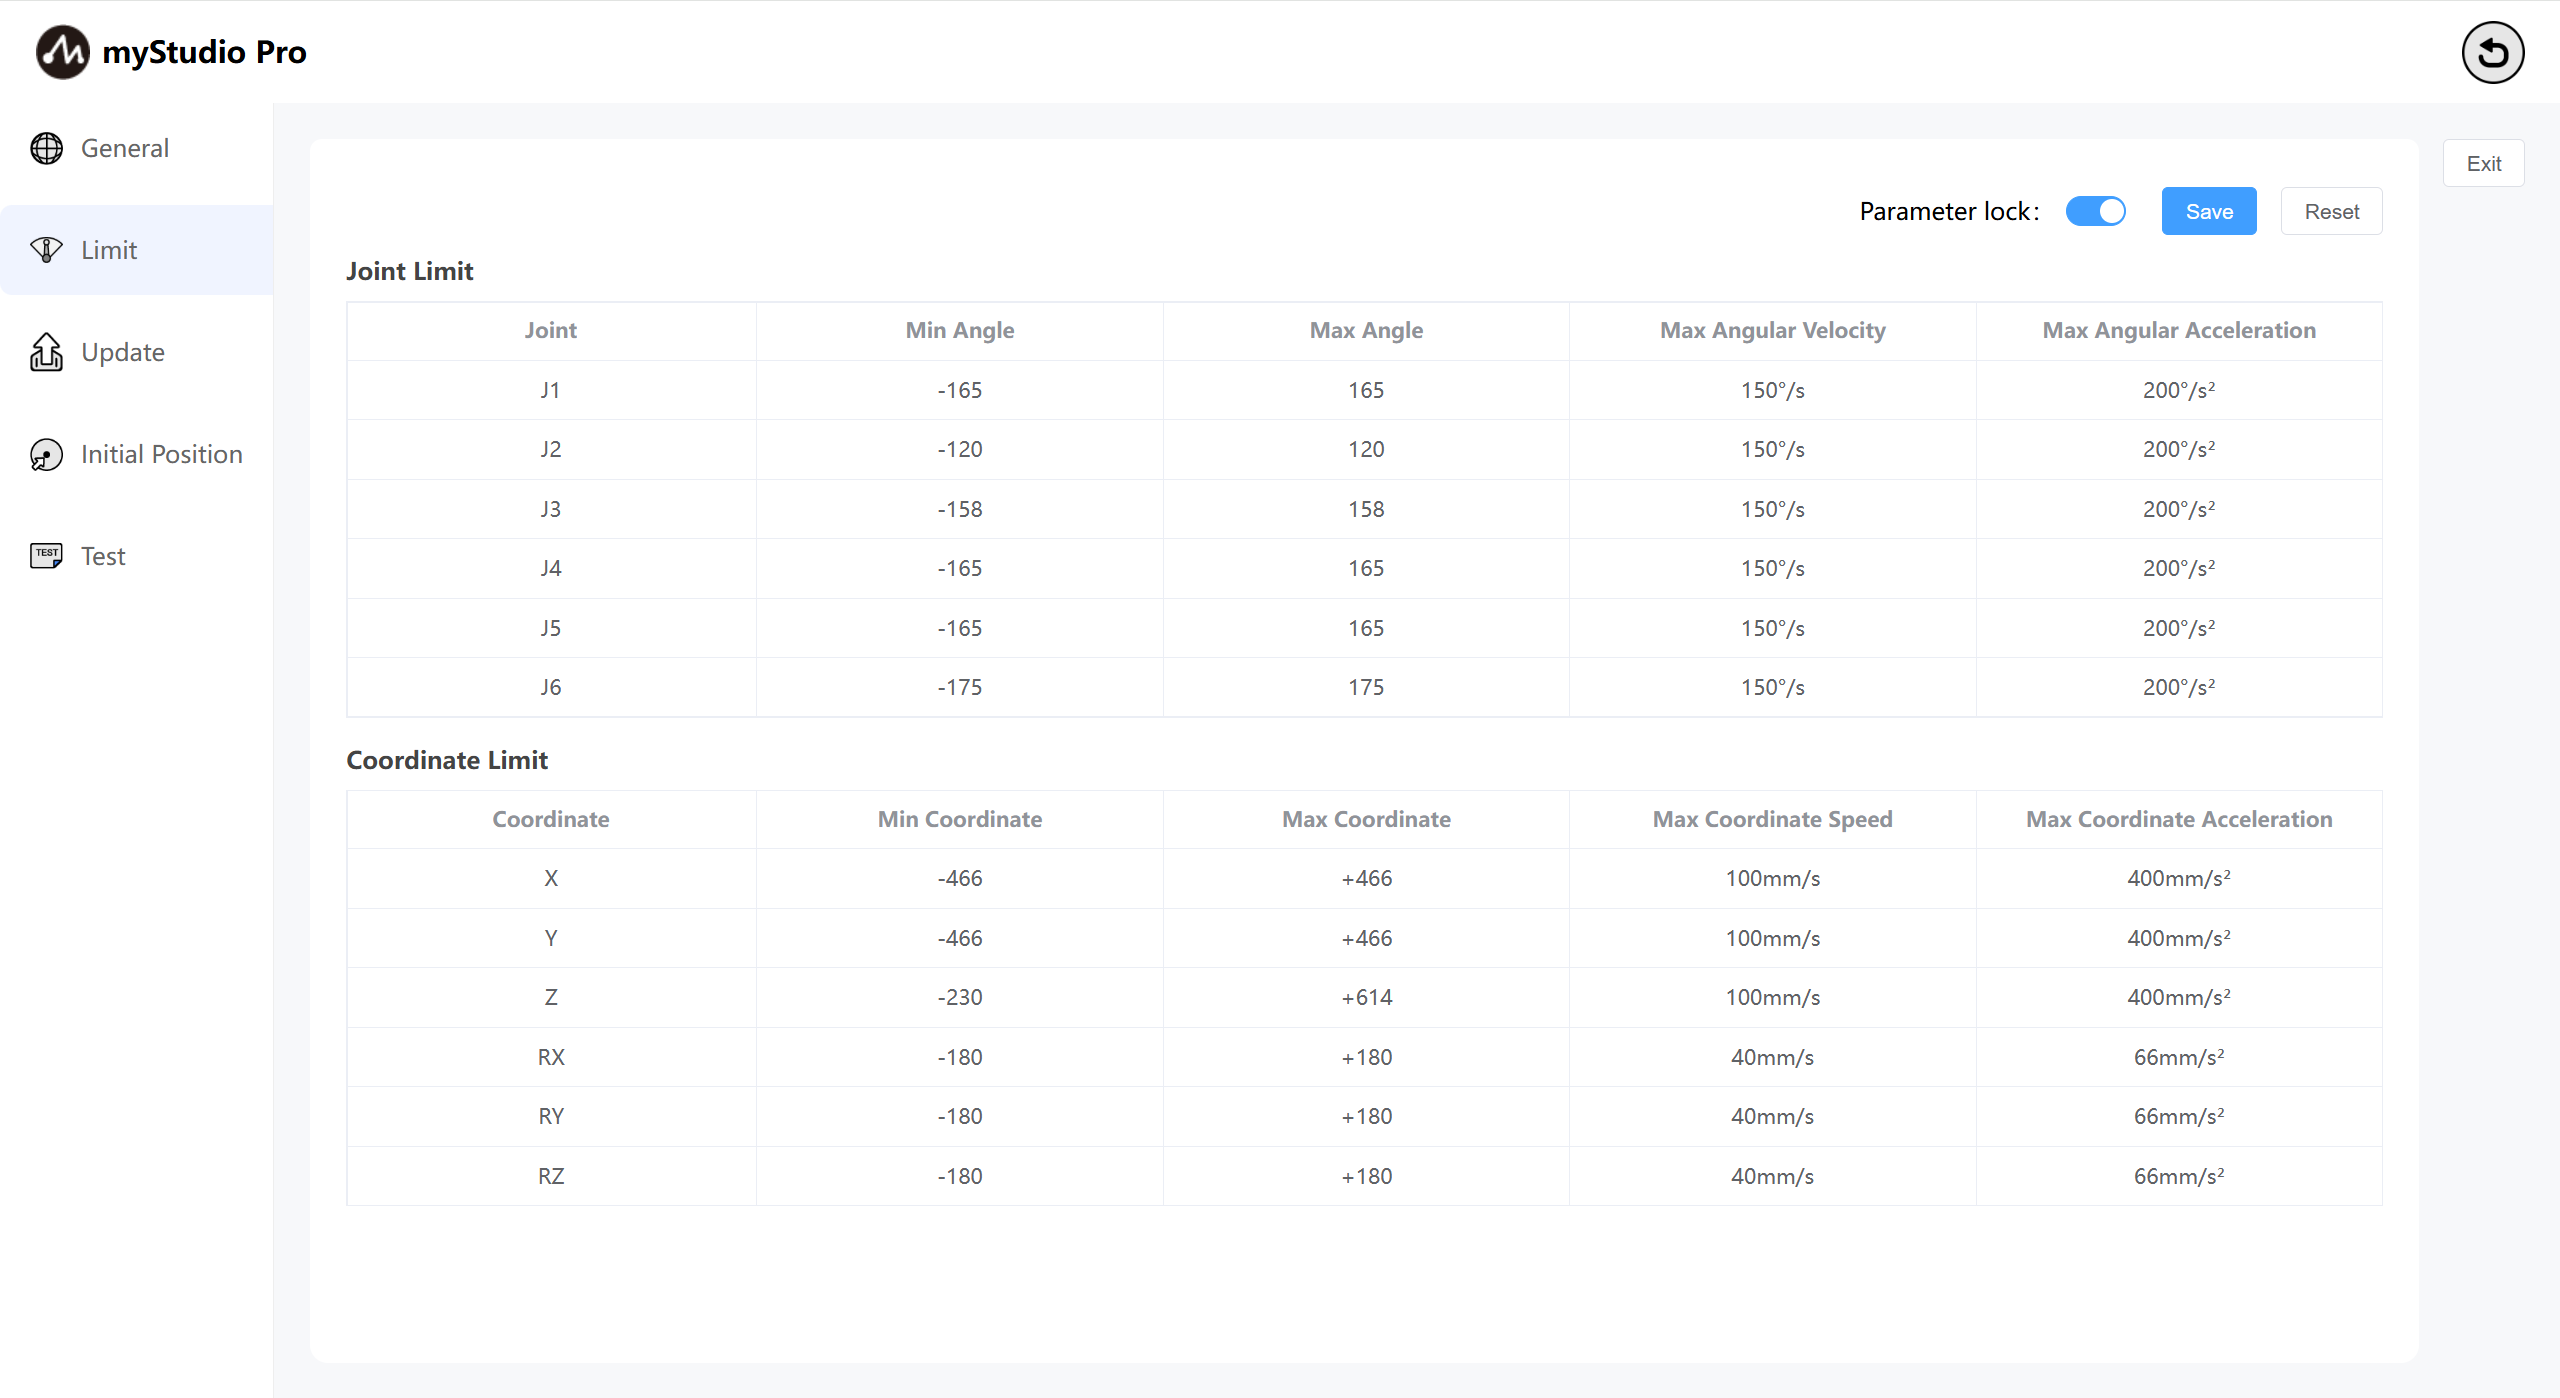 myStudio Pro
General
Limit
Update
Initial Position
TEST
Test
Exit
Parameter lock:
Save
Reset
Joint Limit
Joint Min Angle Max Angle Max Angular Velocity Max Angular Acceleration
J1 -165 165 150°/s 200°/s²
J2 -120 120 150°/s 200°/s²
J3 -158 158 150°/s 200°/s²
J4 -165 165 150°/s 200°/s²
J5 -165 165 150°/s 200°/s²
J6 -175 175 150°/s 200°/s²
Coordinate Limit
Coordinate Min Coordinate Max Coordinate Max Coordinate Speed Max Coordinate Acceleration
X -466 +466 100mm/s 400mm/s²
Y -466 +466 100mm/s 400mm/s²
Z -230 +614 100mm/s 400mm/s²
RX -180 +180 40mm/s 66mm/s²
RY -180 +180 40mm/s 66mm/s²
RZ -180 +180 40mm/s 66mm/s²